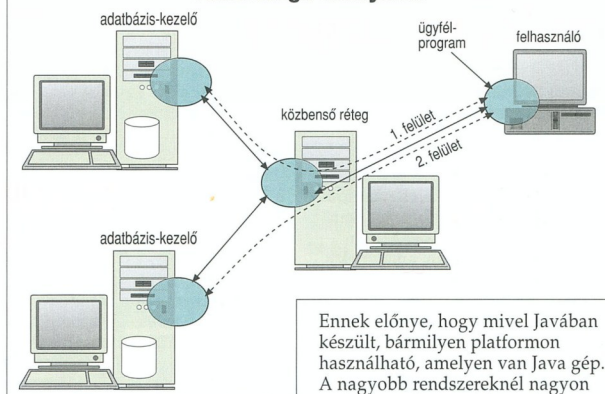 adatbázis-kezelő
ügyfél-
program
felhasználó
közbenső réteg
1. felület
2. felület
adatbázis-kezelő
Ennek előnye, hogy mivel Javában
készült, bármilyen platformon
használható, amelyen van Java gép.
A nagyobb rendszereknél nagyon